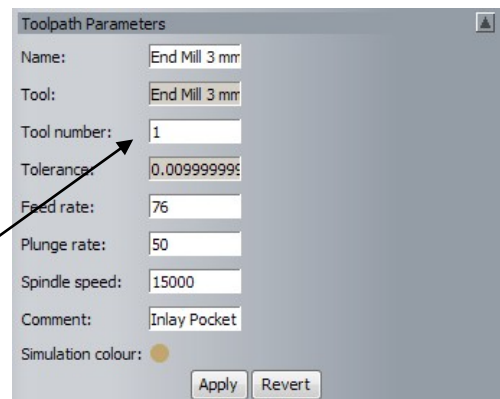 Toolpath Parameters
Name: End Mill 3 mm
Tool: End Mill 3 mm
Tool number: 1
Tolerance: 0.009999999
Feed rate: 76
Plunge rate: 50
Spindle speed: 15000
Comment: Inlay Pocket
Simulation colour:
Apply Revert